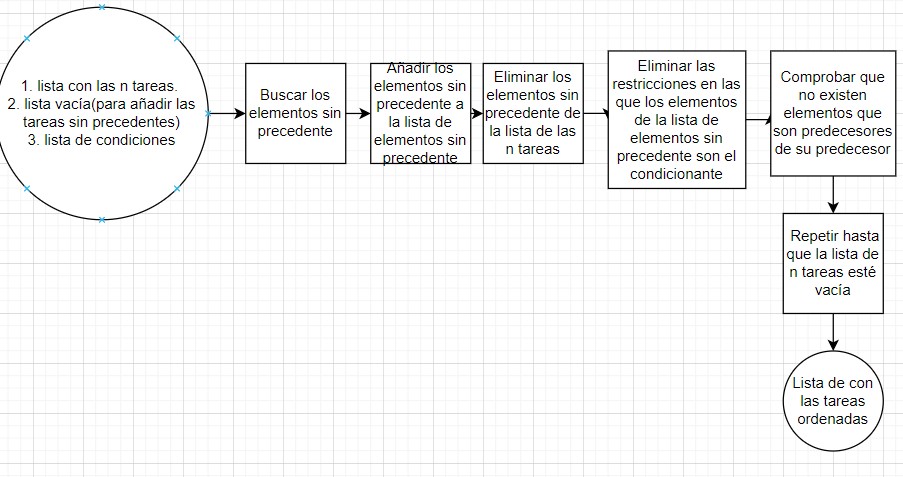 1. lista con las n tareas.
2. lista vacía(para añadir las
tareas sin precedentes)
3. lista de condiciones
Buscar los
elementos sin
precedente
Añadir los
elementos sin
precedente a
la lista de
elementos sin
precedente
Eliminar los
elementos sin
precedente de
la lista de las
n tareas
Eliminar las
restricciones en las
que los elementos
de la lista de
elementos sin
precedente son el
condicionante
Comprobar que
no existen
elementos que
son predecesores
de su predecesor
Repetir hasta
que la lista de
n tareas esté
vacía
Lista de con
las tareas
ordenadas